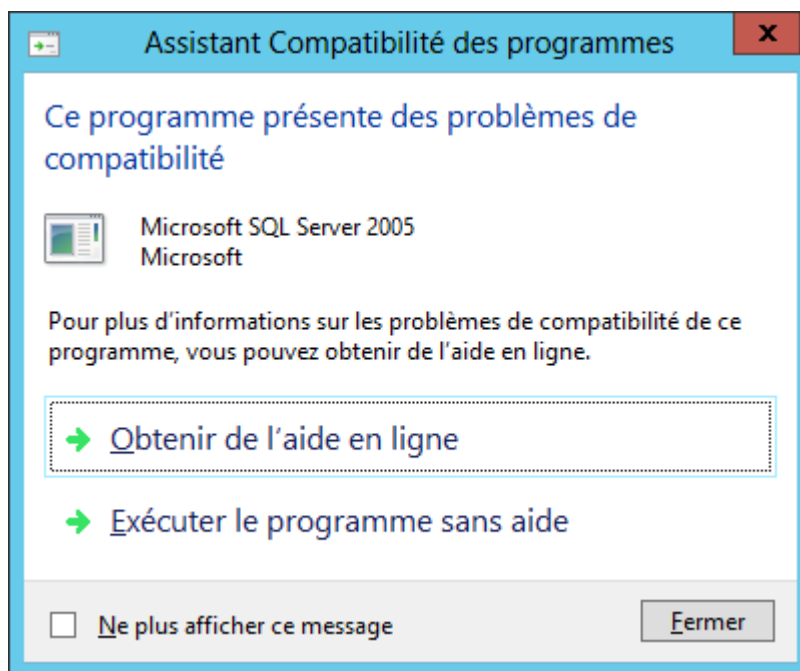 Assistant Compatibilité des programmes
x
Ce programme présente des problèmes de
compatibilité
Microsoft SQL Server 2005
Microsoft
Pour plus d'informations sur les problèmes de compatibilité de ce
programme, vous pouvez obtenir de l'aide en ligne.
Obtenir de l'aide en ligne
Exécuter le programme sans aide
Ne plus afficher ce message
Fermer